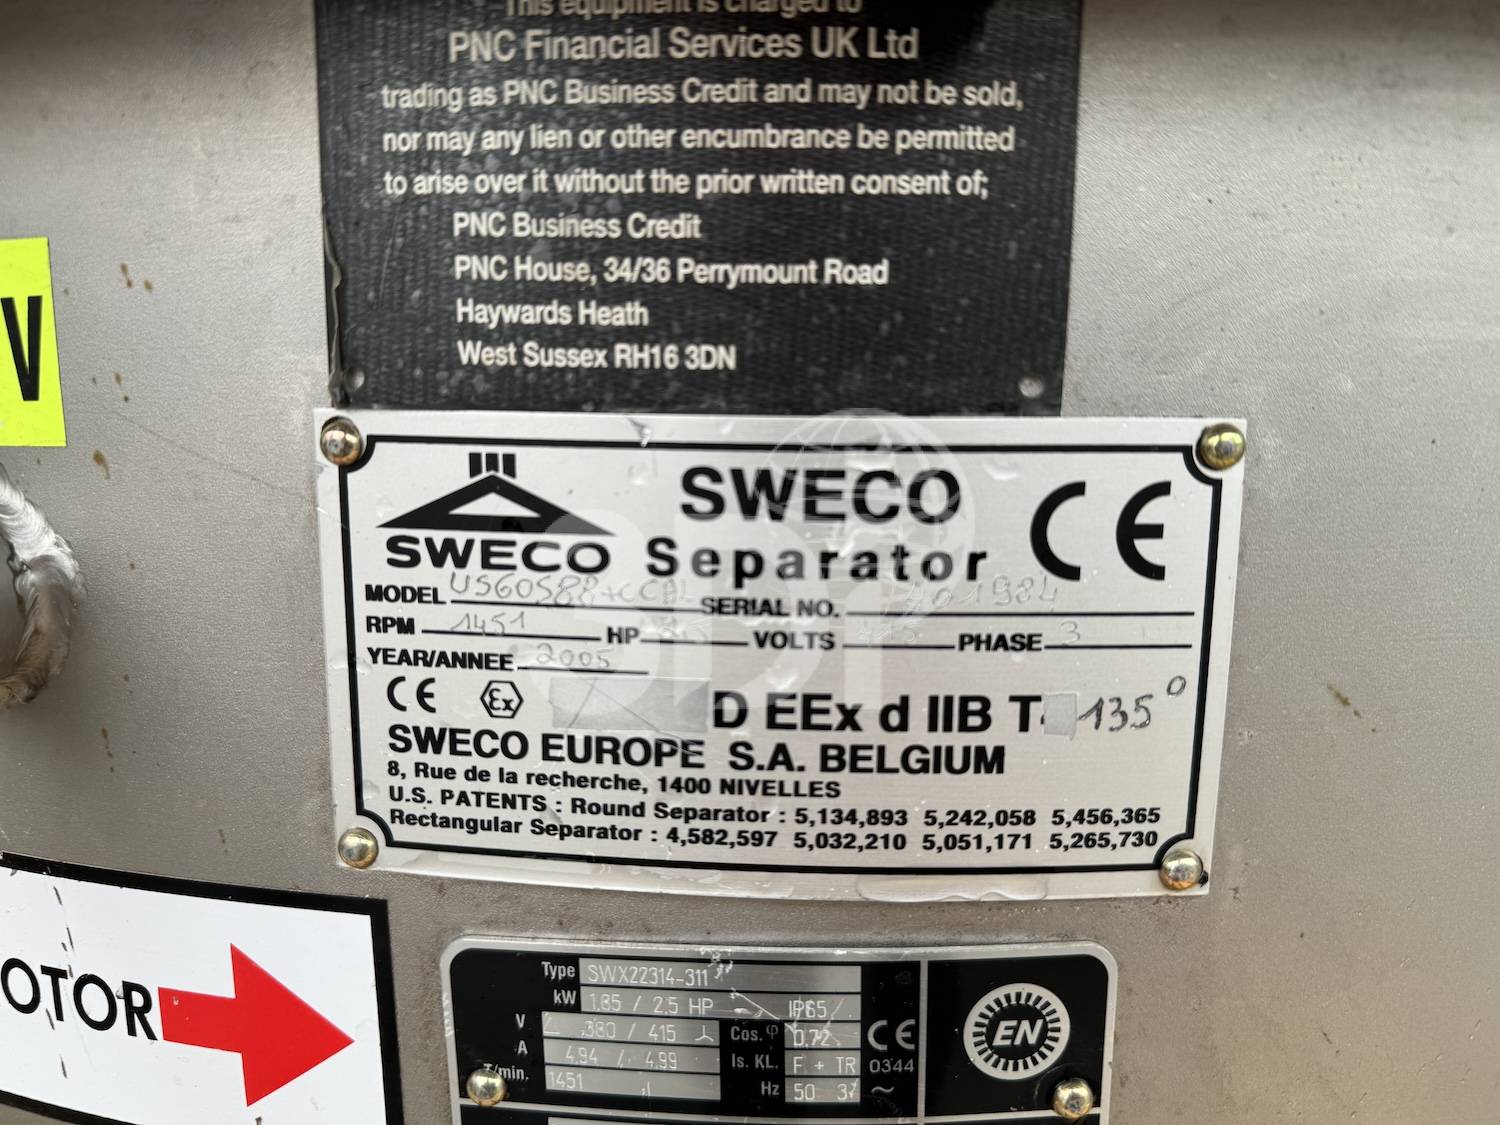 This equipment is charged to
PNC Financial Services UK Ltd
trading as PNC Business Credit and may not be sold,
nor may any lien or other encumbrance be permitted
to arise over it without the prior written consent of;
PNC Business Credit
PNC House, 34/36 Perrymount Road
Haywards Heath
West Sussex RH16 3DN
V
SWECO
SWECO Separator CE
MODEL US60S88+CCAL SERIAL NO.
RPM 1451 HP VOLTS PHASE 3
YEAR/ANNEE 2005
CE Ex D EEx d IIB T 135°
SWECO EUROPE S.A. BELGIUM
8, Rue de la recherche, 1400 NIVELLES
U.S. PATENTS : Round Separator : 5,134,893 5,242,058 5,456,365
Rectangular Separator : 4,582,597 5,032,210 5,051,171 5,265,730
OTOR
Type SWX22314-311
kW 1.85 / 2.5 HP IP65
V 380 / 415 Cos. φ 0.72 CE
A 4.94 / 4.99 Is. KL. F + TR 0344
T/min. 1451 Hz 50 3 ~
EN